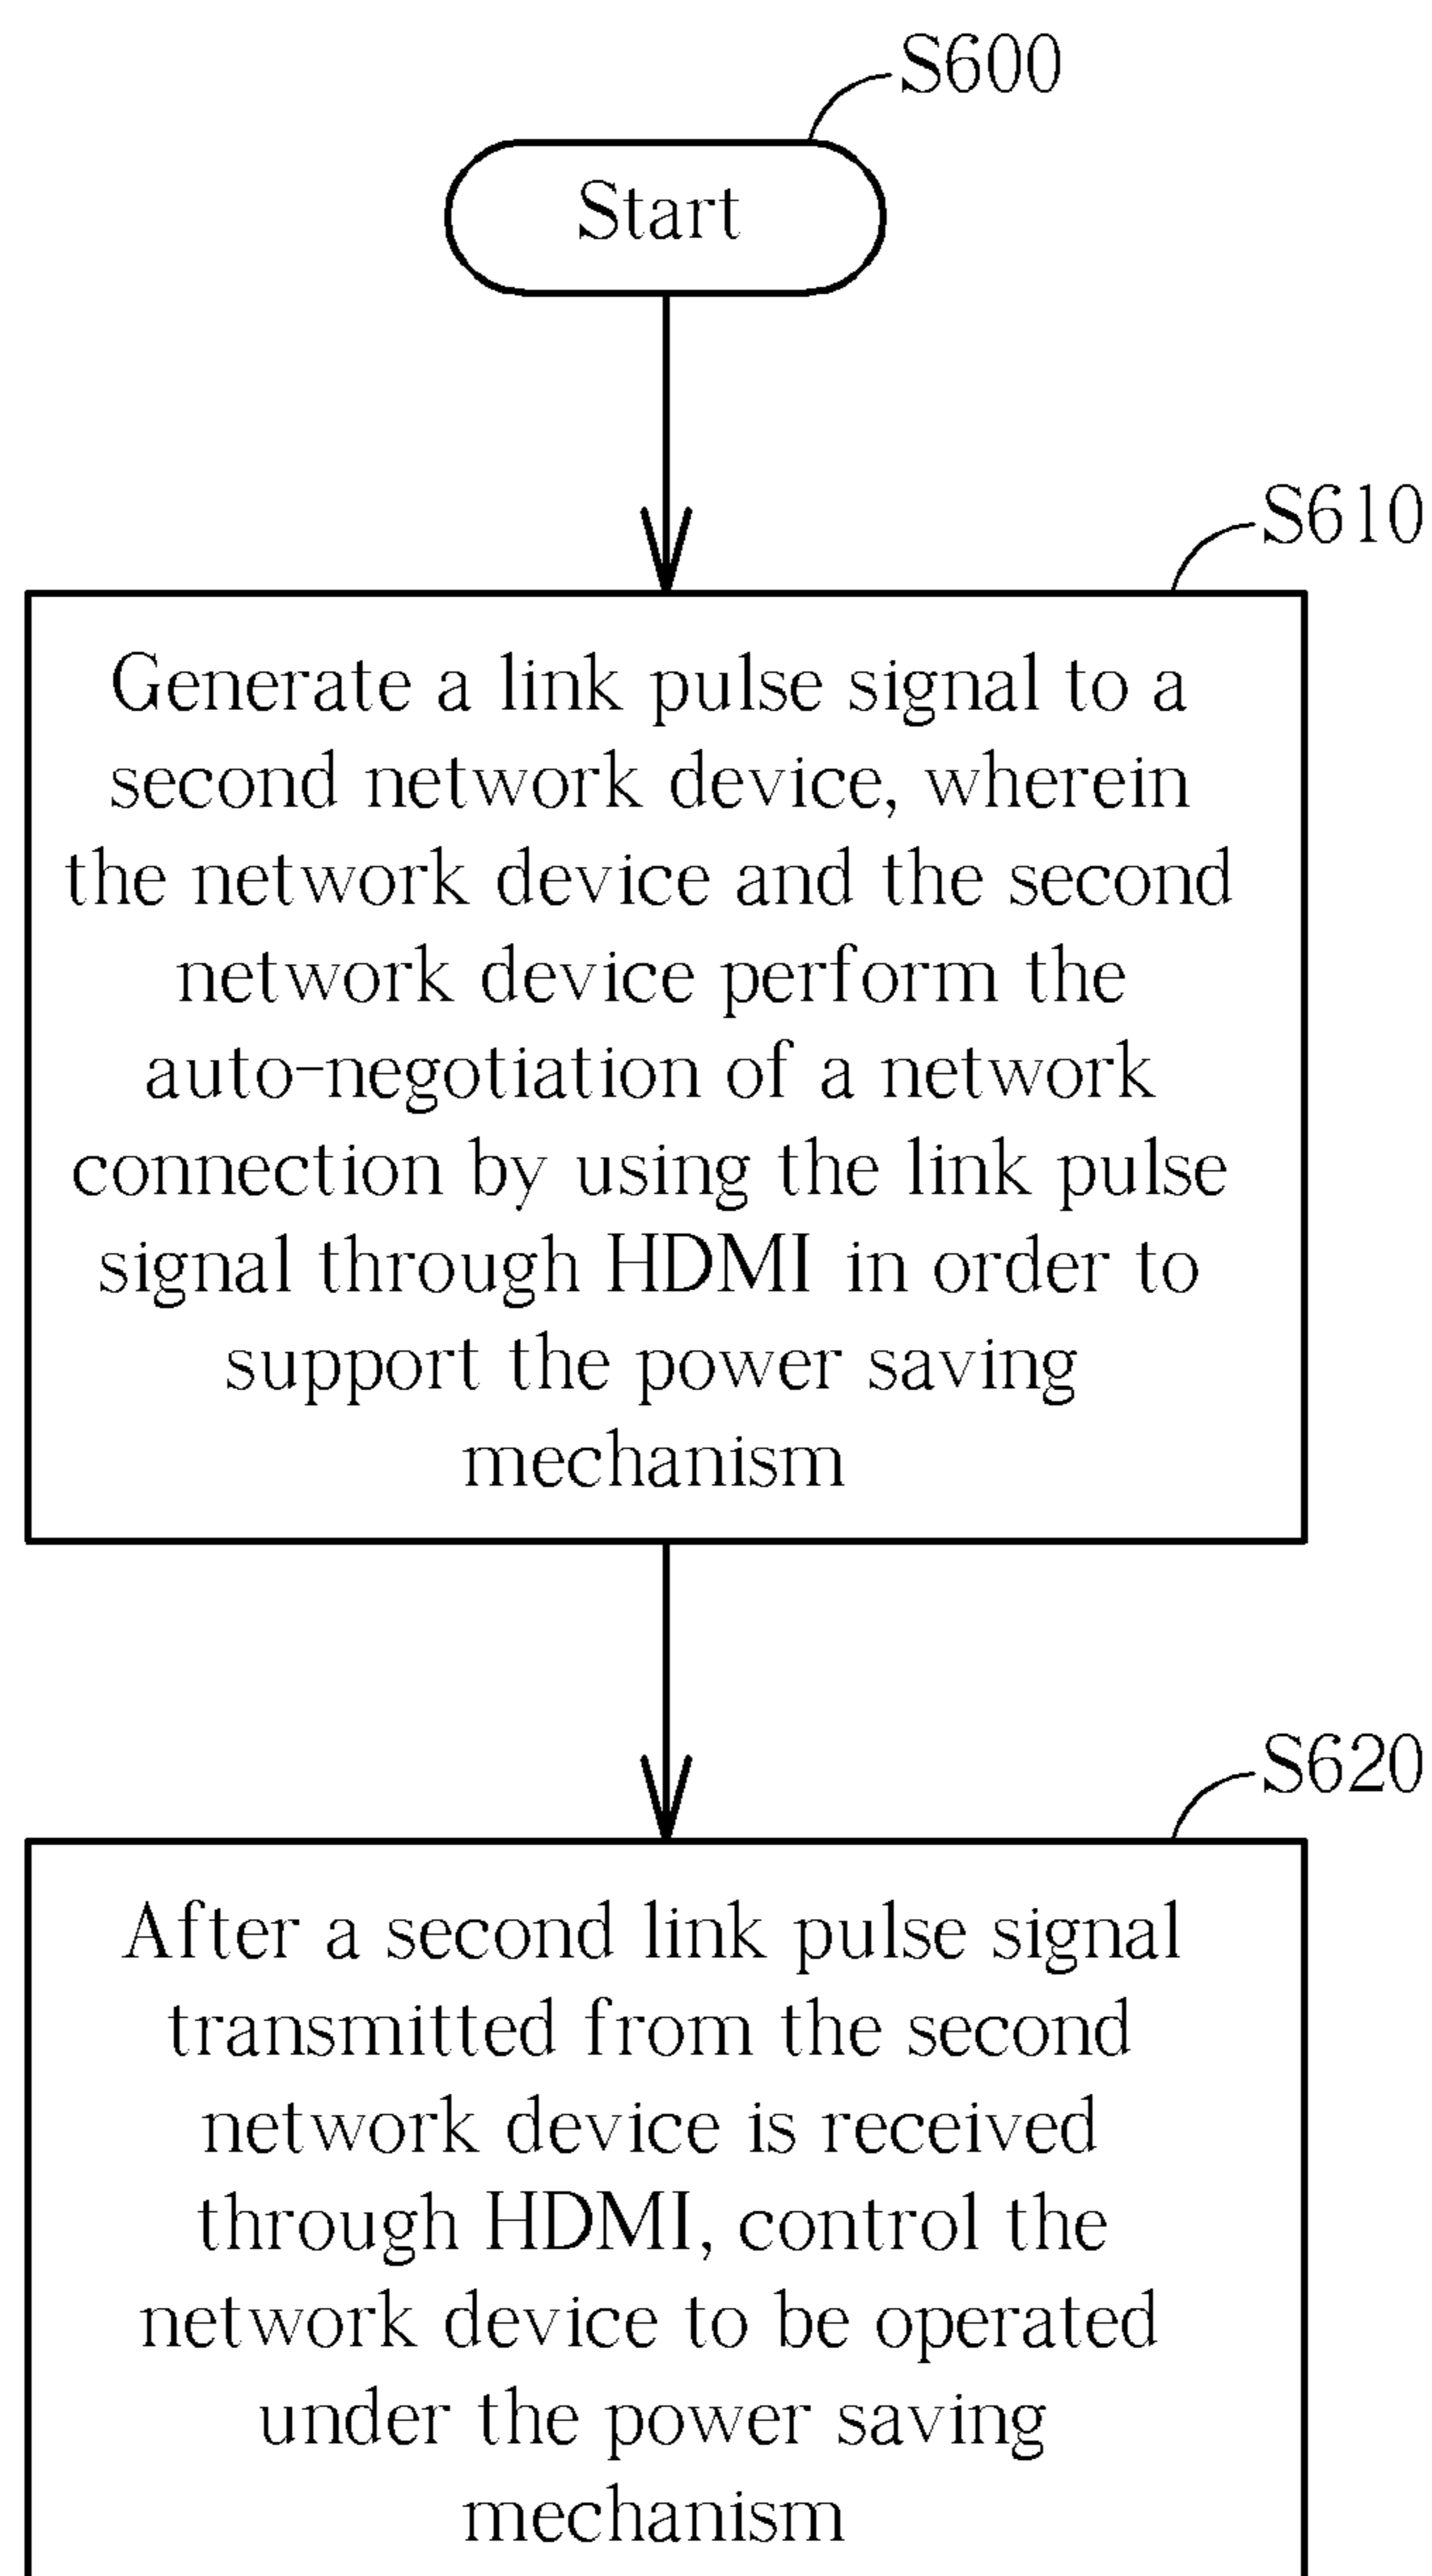 S600
Start
S610
Generate a link pulse signal to a
second network device, wherein
the network device and the second
network device perform the
auto-negotiation of a network
connection by using the link pulse
signal through HDMI in order to
support the power saving
mechanism
S620
After a second link pulse signal
transmitted from the second
network device is received
through HDMI, control the
network device to be operated
under the power saving
mechanism